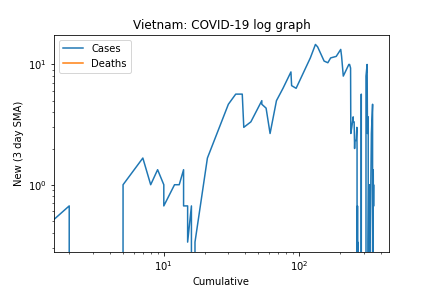 Vietnam: COVID-19 log graph
Cases
Deaths
New (3 day SMA)
10¹
10⁰
10¹
10²
Cumulative